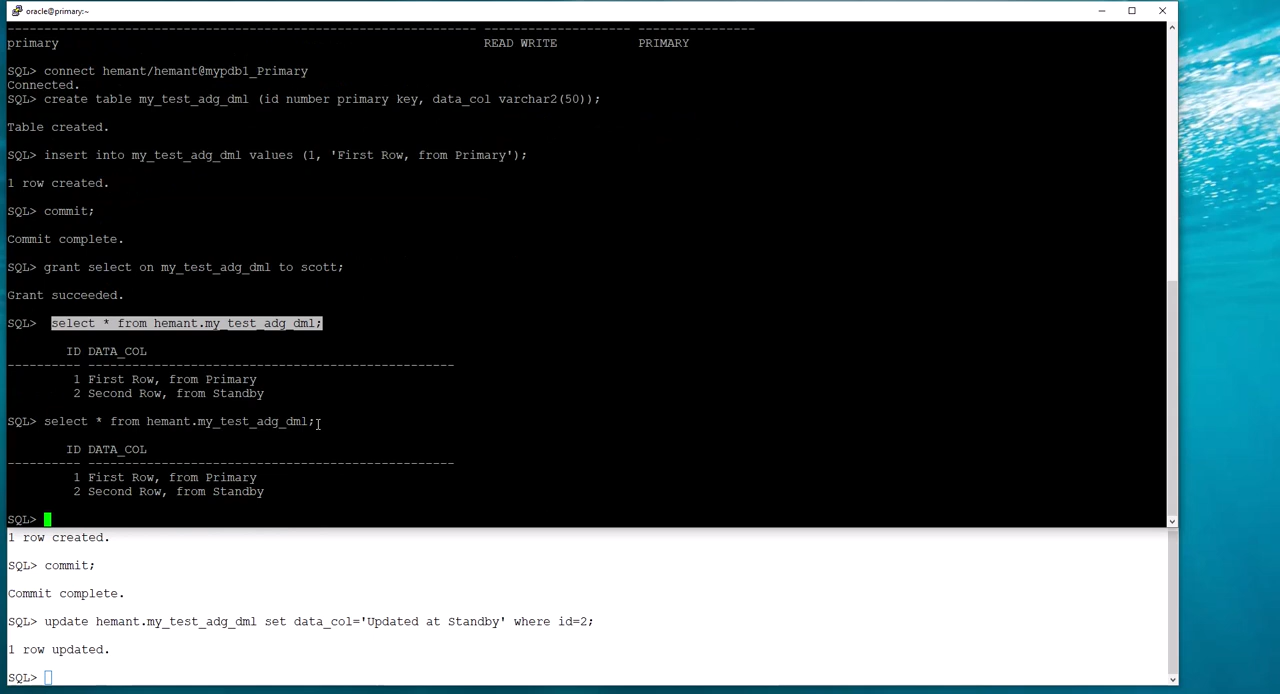 oracle@primary:~
-------------------------------------------------------------- -------------------- ----------------
primary READ WRITE PRIMARY
SQL> connect hemant/hemant@mypdb1_Primary
Connected.
SQL> create table my_test_adg_dml (id number primary key, data_col varchar2(50));
Table created.
SQL> insert into my_test_adg_dml values (1, 'First Row, from Primary');
1 row created.
SQL> commit;
Commit complete.
SQL> grant select on my_test_adg_dml to scott;
Grant succeeded.
SQL> select * from hemant.my_test_adg_dml;
ID DATA_COL
---------- --------------------------------------------------
1 First Row, from Primary
2 Second Row, from Standby
SQL> select * from hemant.my_test_adg_dml;
ID DATA_COL
---------- --------------------------------------------------
1 First Row, from Primary
2 Second Row, from Standby
SQL>
1 row created.
SQL> commit;
Commit complete.
SQL> update hemant.my_test_adg_dml set data_col='Updated at Standby' where id=2;
1 row updated.
SQL>